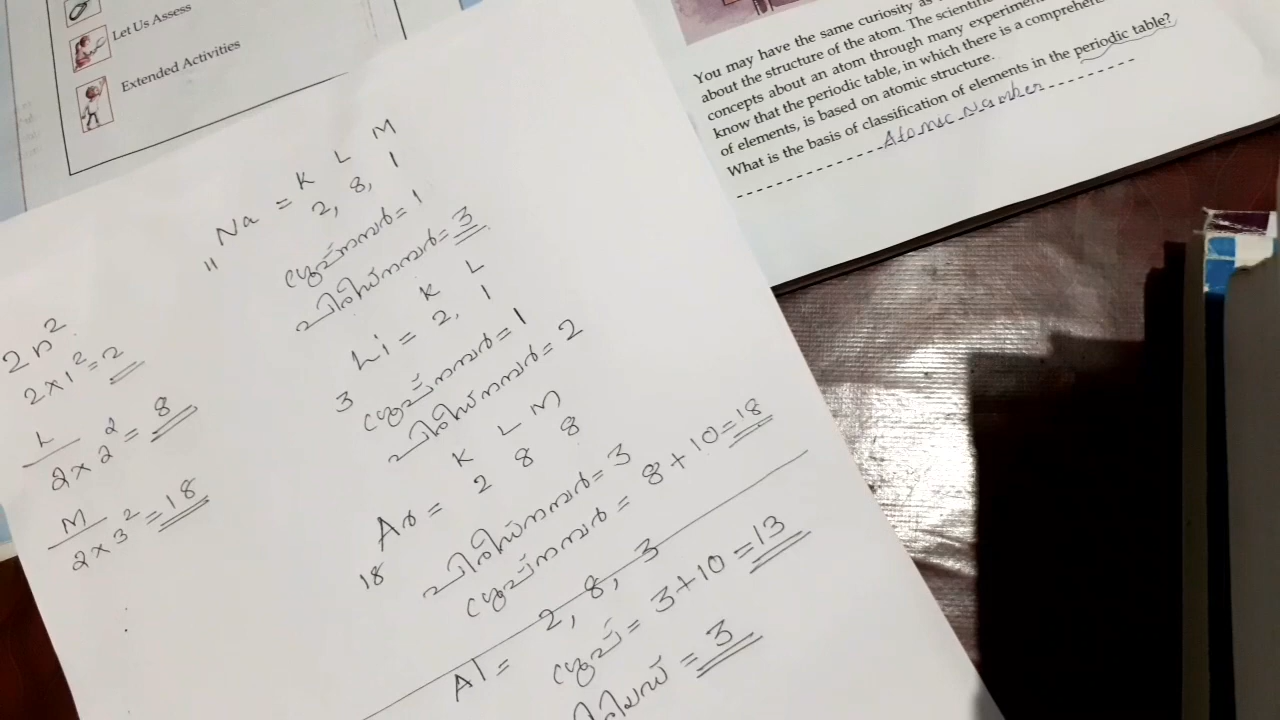 Let Us Assess
Extended Activities
You may have the same curiosity as
about the structure of the atom. The scientific
concepts about an atom through many experiment
know that the periodic table, in which there is a comprehen
of elements, is based on atomic structure.
What is the basis of classification of elements in the periodic table?
Atomic Number
2n²
2×1²=2
L
2×2²=8
M
2×3²=18
K L M
11 Na = 2, 8, 1
ഗ്രൂപ്പ്നമ്പർ=1
പിരീഡ്നമ്പർ=3
K L
3 Li = 2, 1
ഗ്രൂപ്പ്നമ്പർ=1
പിരീഡ്നമ്പർ=2
K L M
18 Ar = 2 8 8
പിരീഡ്നമ്പർ=3
ഗ്രൂപ്പ്നമ്പർ = 8+10=18
Al = 2, 8, 3
ഗ്രൂപ്പ് = 3+10=13
= 3